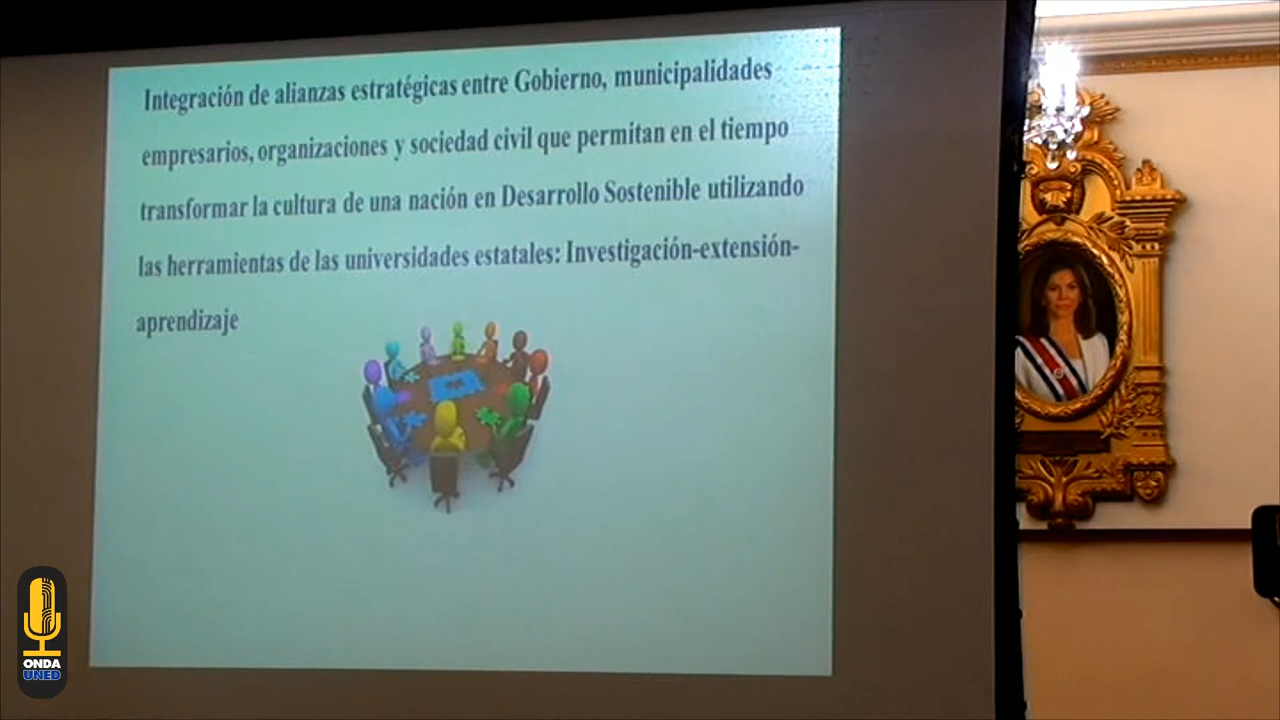 Integración de alianzas estratégicas entre Gobierno, municipalidades
empresarios, organizaciones y sociedad civil que permitan en el tiempo
transformar la cultura de una nación en Desarrollo Sostenible utilizando
las herramientas de las universidades estatales: Investigación-extensión-
aprendizaje
ONDA
UNED